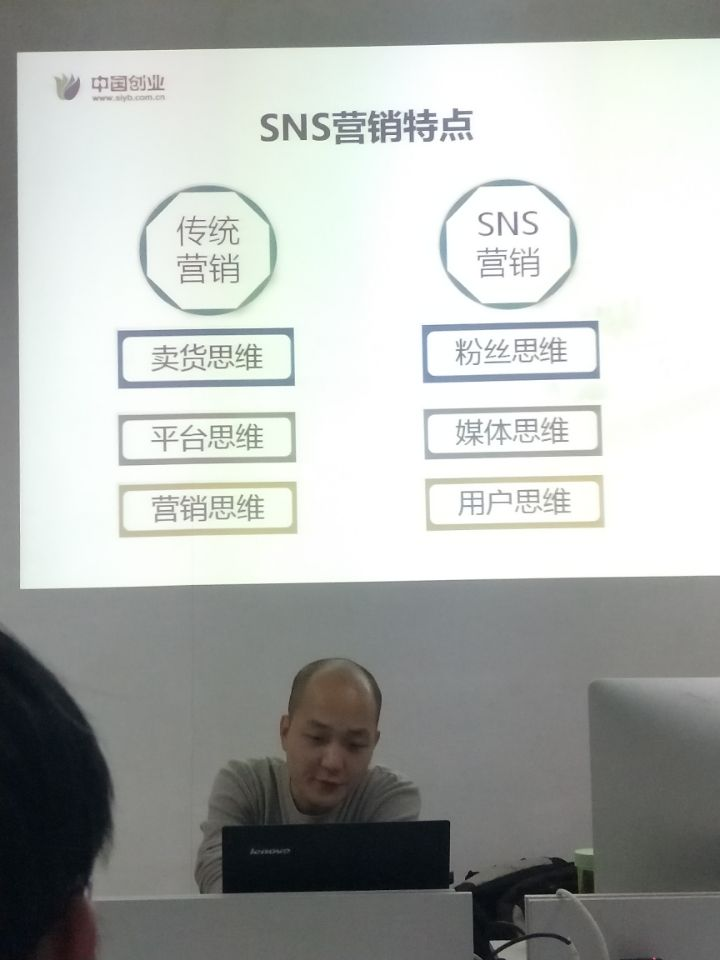 中国创业
www.siyb.com.cn
SNS营销特点
传统
营销
SNS
营销
卖货思维
粉丝思维
平台思维
媒体思维
营销思维
用户思维
lenovo